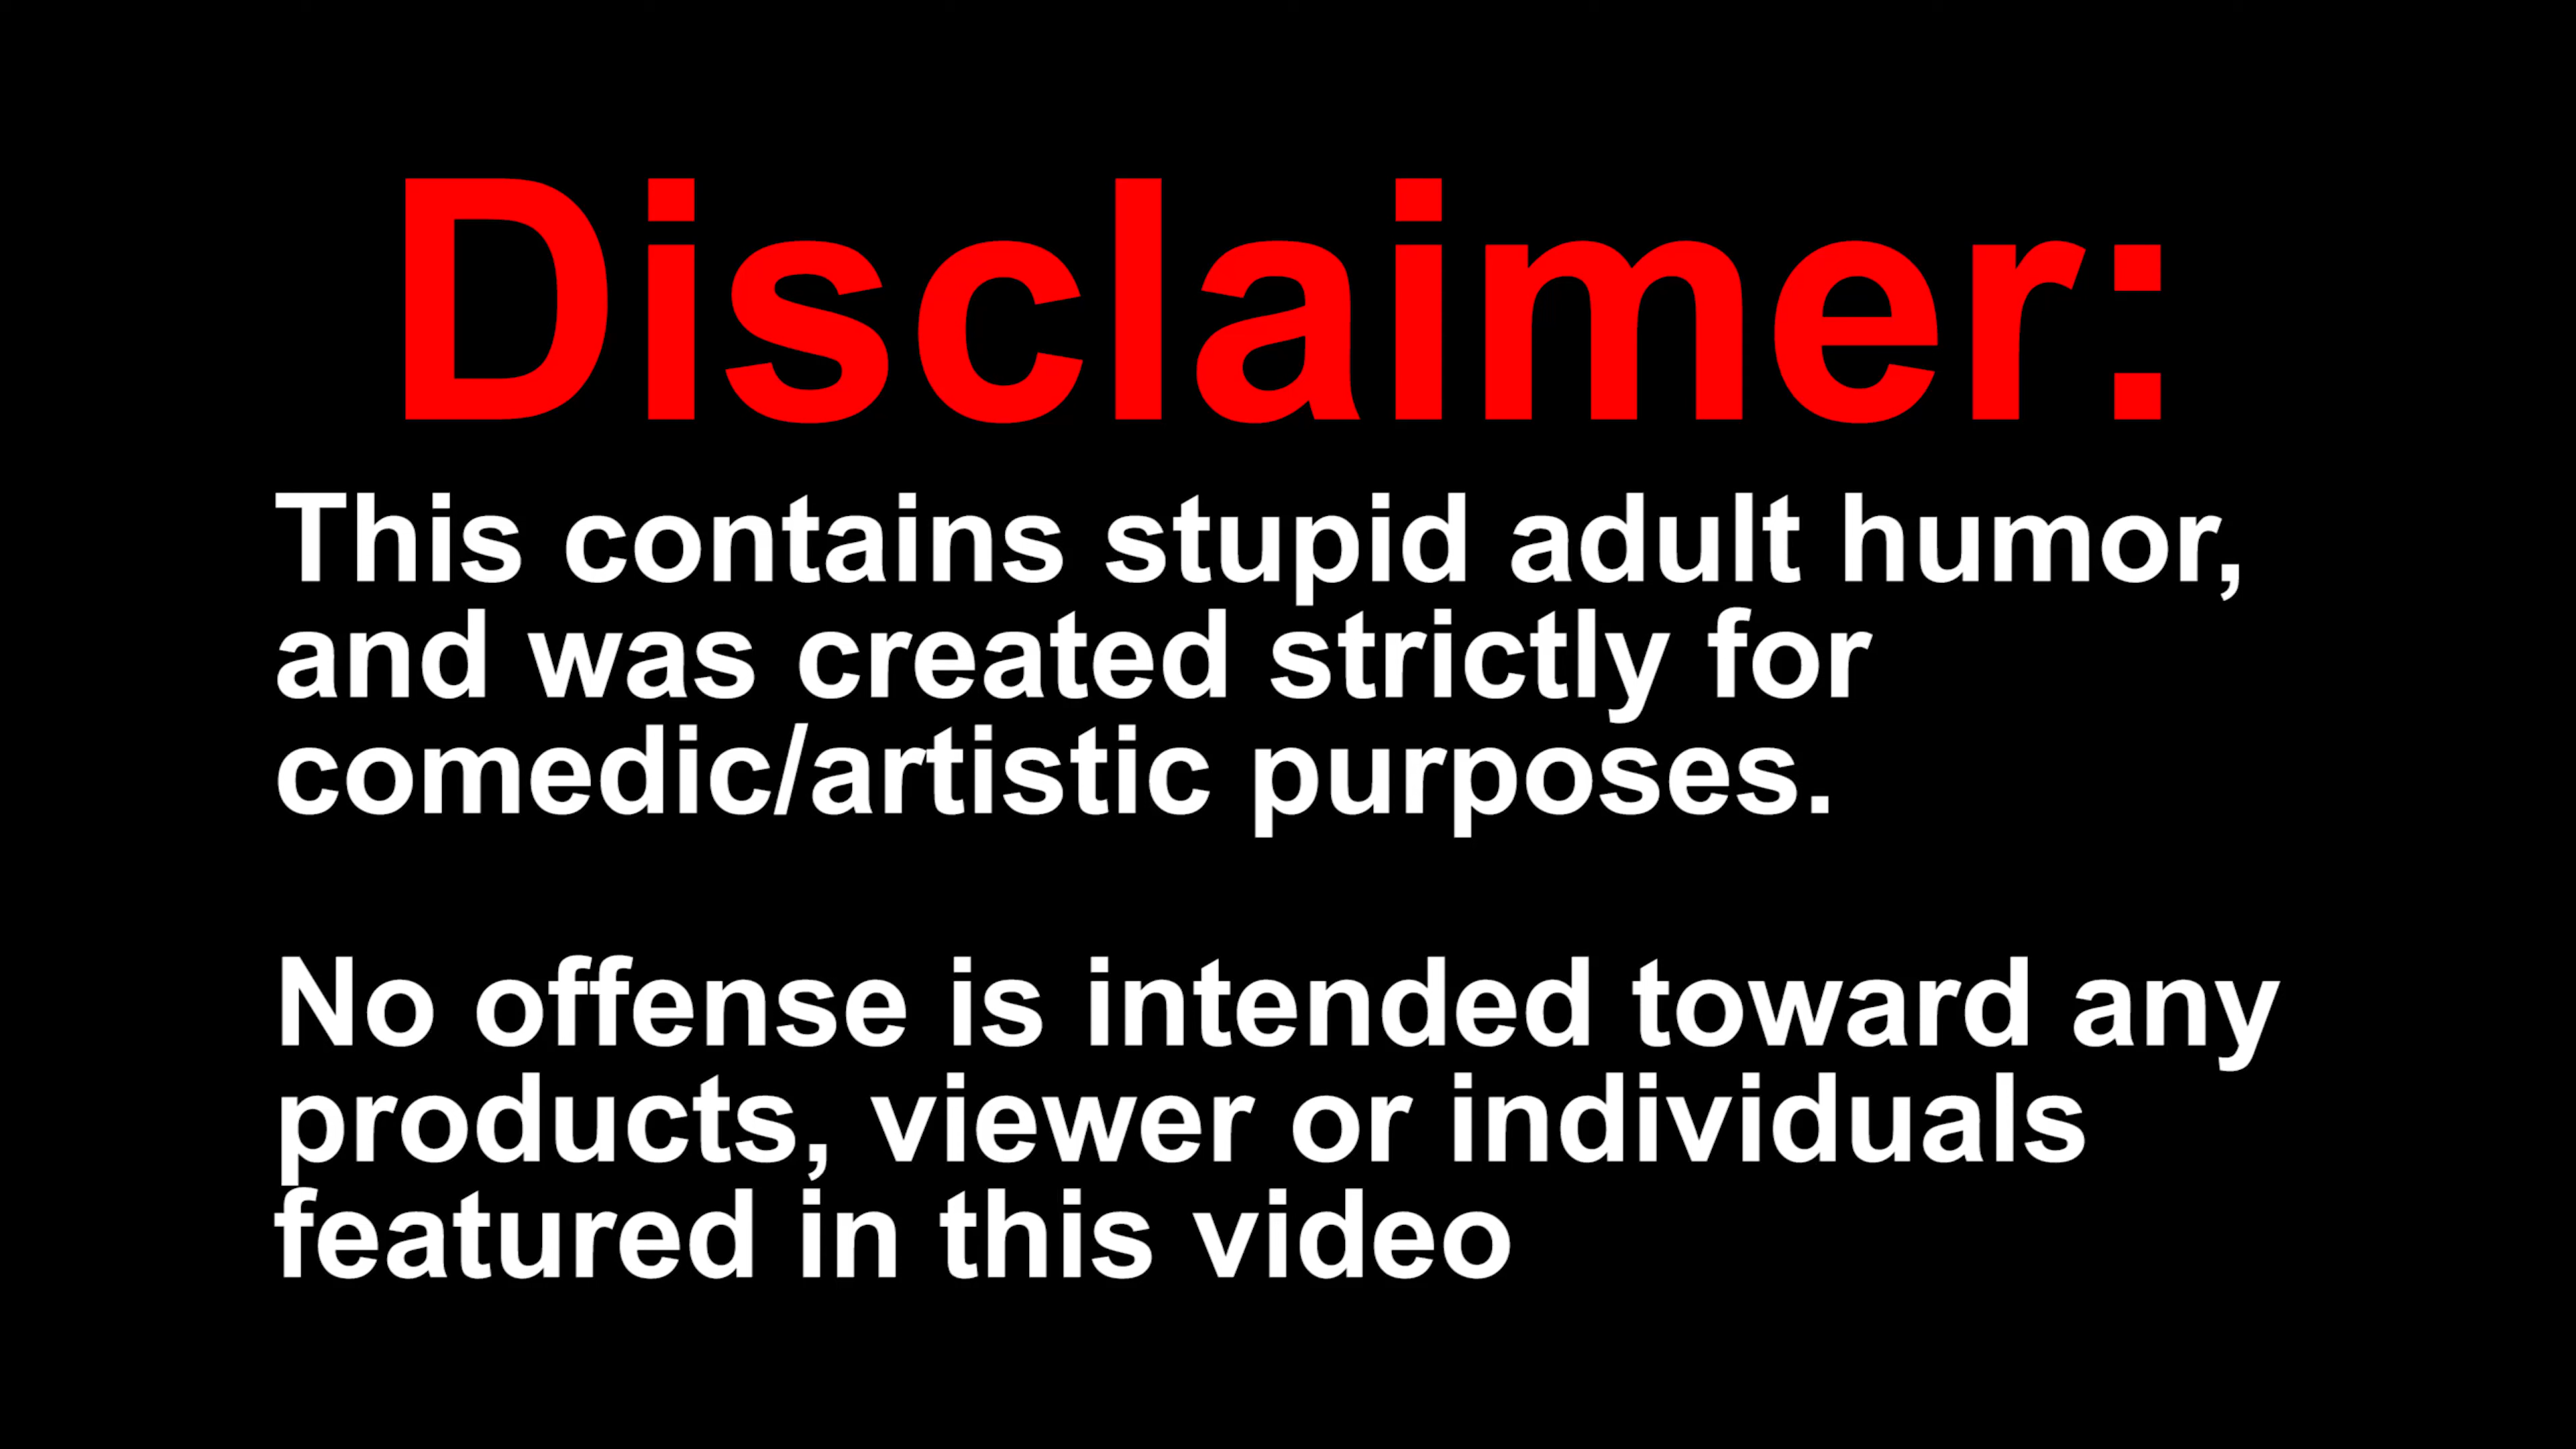 Disclaimer:
This contains stupid adult humor,
and was created strictly for
comedic/artistic purposes.
No offense is intended toward any
products, viewer or individuals
featured in this video